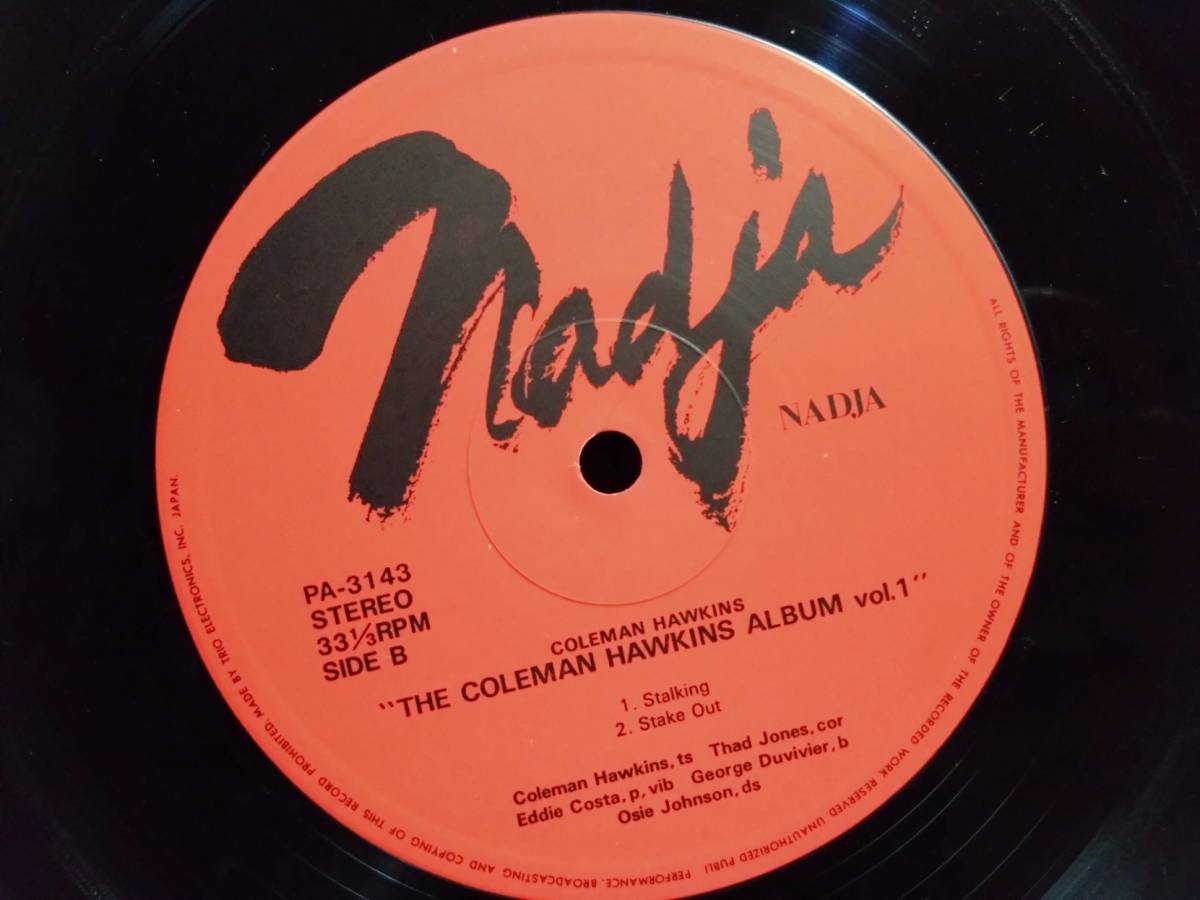 Nadja
NADJA
PA-3143
STEREO
33⅓RPM
SIDE B
COLEMAN HAWKINS
"THE COLEMAN HAWKINS ALBUM vol.1"
1. Stalking
2. Stake Out
Coleman Hawkins, ts Thad Jones, cor
Eddie Costa, p, vib George Duvivier, b
Osie Johnson, ds
ALL RIGHTS OF THE MANUFACTURER AND OF THE OWNER OF THE RECORDED WORK RESERVED. UNAUTHORIZED PUBLI PERFORMANCE. BROADCASTING AND COPYING OF THIS RECORD PROHIBITED. MADE BY TRIO ELECTRONICS, INC. JAPAN.